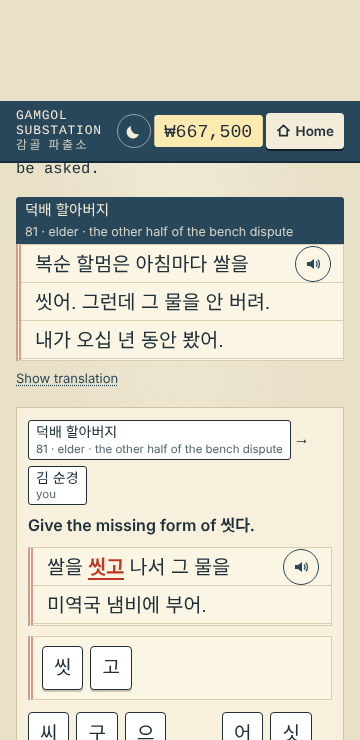 GAMGOL
SUBSTATION
감골 파출소
₩667,500
Home
be asked.
덕배 할아버지
81 · elder · the other half of the bench dispute
복순 할멈은 아침마다 쌀을
씻어. 그런데 그 물을 안 버려.
내가 오십 년 동안 봤어.
Show translation
덕배 할아버지
81 · elder · the other half of the bench dispute
→
김 순경
you
Give the missing form of 씻다.
쌀을 씻고 나서 그 물을
미역국 냄비에 부어.
씻 고
씨 구 으 어 싯